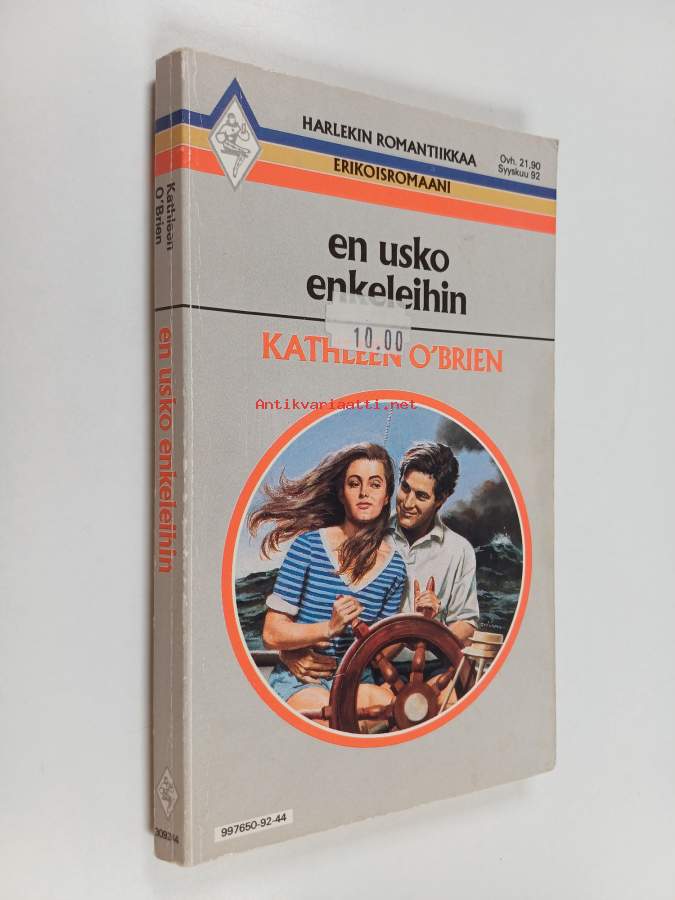 HARLEKIN ROMANTIIKKAA
ERIKOISROMAANI
Ovh. 21,90
Syyskuu 92
en usko
enkeleihin
10.00
KATHLEEN O'BRIEN
Antikvariaatti.net
997650-92-44
Kathleen
O'Brien
en usko enkeleihin